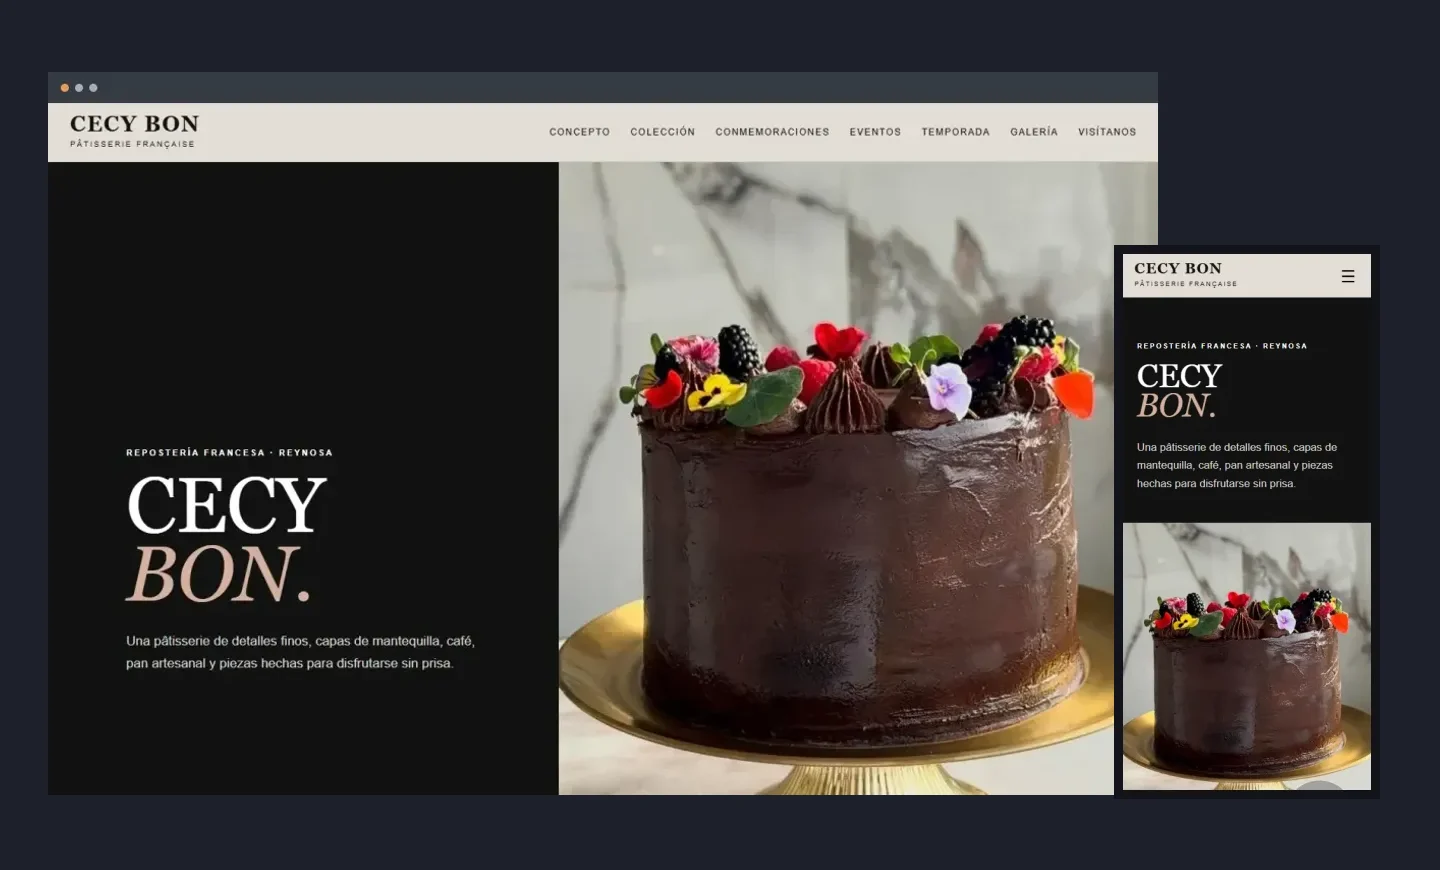 CECY BON
PÂTISSERIE FRANÇAISE
CONCEPTO COLECCIÓN CONMEMORACIONES EVENTOS TEMPORADA GALERÍA VISÍTANOS
REPOSTERÍA FRANCESA · REYNOSA
CECY
BON.
Una pâtisserie de detalles finos, capas de mantequilla, café,
pan artesanal y piezas hechas para disfrutarse sin prisa.
CECY BON
PÂTISSERIE FRANÇAISE
REPOSTERÍA FRANCESA · REYNOSA
CECY
BON.
Una pâtisserie de detalles finos, capas de
mantequilla, café, pan artesanal y piezas
hechas para disfrutarse sin prisa.